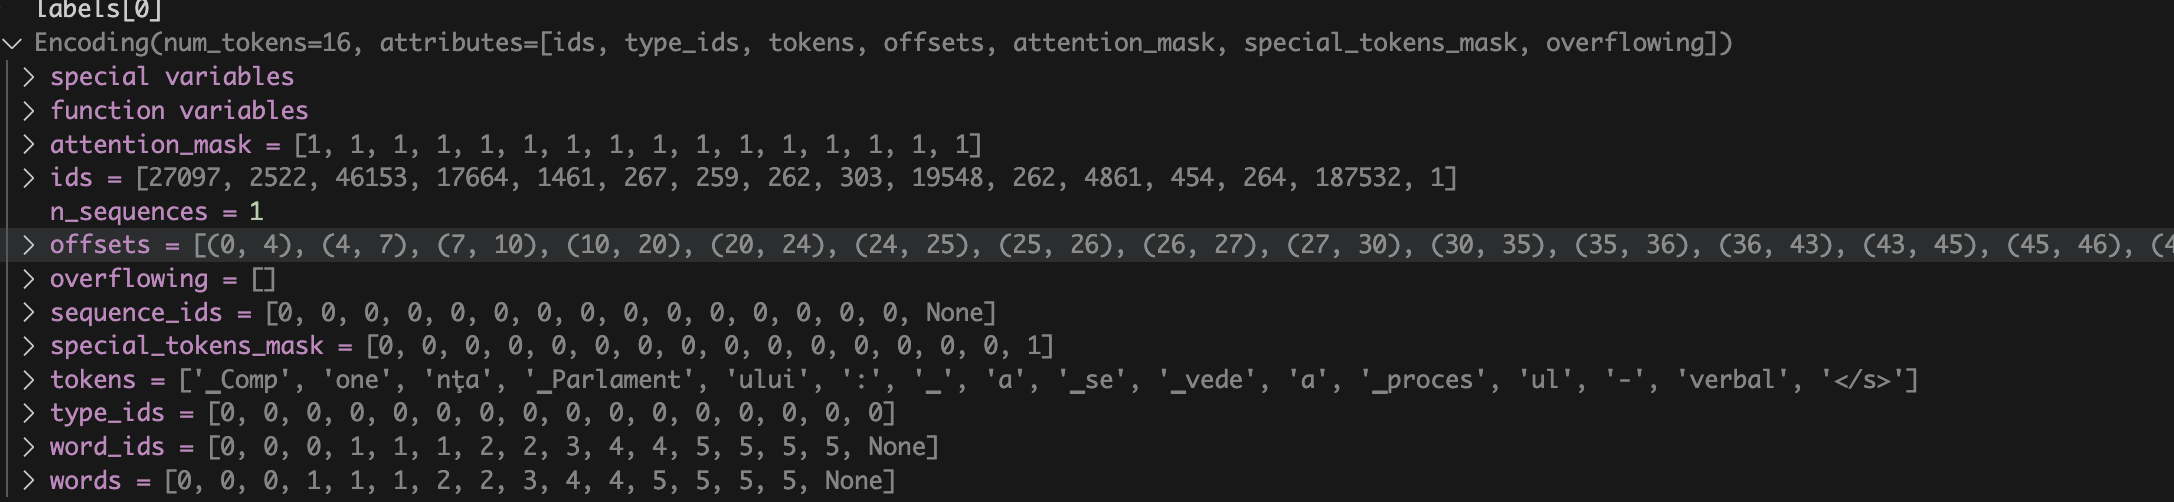 labels[0]
Encoding(num_tokens=16, attributes=[ids, type_ids, tokens, offsets, attention_mask, special_tokens_mask, overflowing])
special variables
function variables
attention_mask = [1, 1, 1, 1, 1, 1, 1, 1, 1, 1, 1, 1, 1, 1, 1, 1]
ids = [27097, 2522, 46153, 17664, 1461, 267, 259, 262, 303, 19548, 262, 4861, 454, 264, 187532, 1]
n_sequences = 1
offsets = [(0, 4), (4, 7), (7, 10), (10, 20), (20, 24), (24, 25), (25, 26), (26, 27), (27, 30), (30, 35), (35, 36), (36, 43), (43, 45), (45, 46), (4
overflowing = []
sequence_ids = [0, 0, 0, 0, 0, 0, 0, 0, 0, 0, 0, 0, 0, 0, 0, None]
special_tokens_mask = [0, 0, 0, 0, 0, 0, 0, 0, 0, 0, 0, 0, 0, 0, 0, 1]
tokens = ['▁Comp', 'one', 'nţa', '▁Parlament', 'ului', ':', '▁', 'a', '▁se', '▁vede', 'a', '▁proces', 'ul', '-', 'verbal', '</s>']
type_ids = [0, 0, 0, 0, 0, 0, 0, 0, 0, 0, 0, 0, 0, 0, 0, 0]
word_ids = [0, 0, 0, 1, 1, 1, 2, 2, 3, 4, 4, 5, 5, 5, 5, None]
words = [0, 0, 0, 1, 1, 1, 2, 2, 3, 4, 4, 5, 5, 5, 5, None]